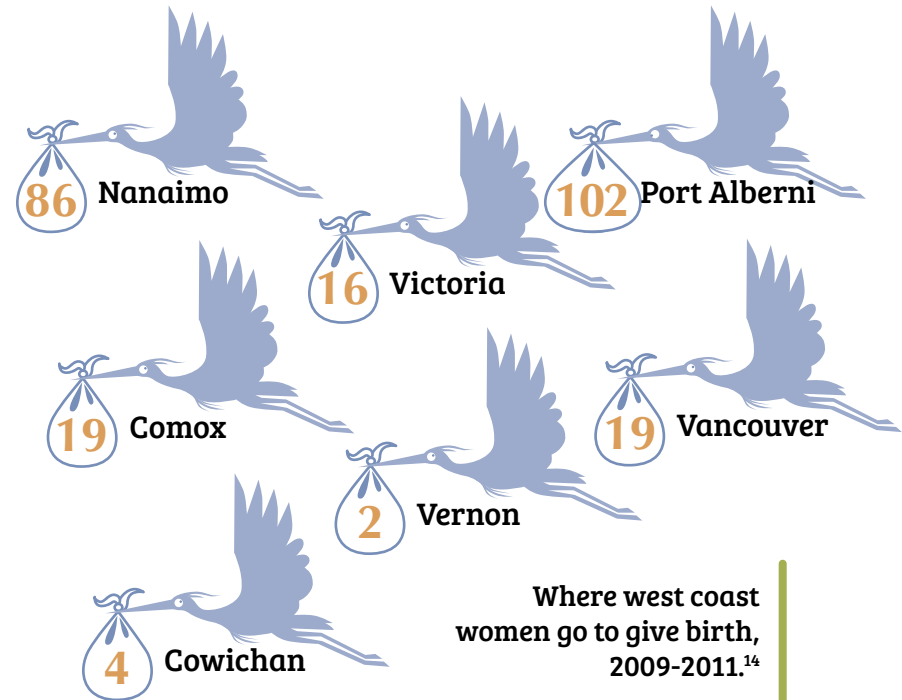 86 Nanaimo
102 Port Alberni
16 Victoria
19 Comox
19 Vancouver
2 Vernon
4 Cowichan
Where west coast
women go to give birth,
2009-2011.¹⁴